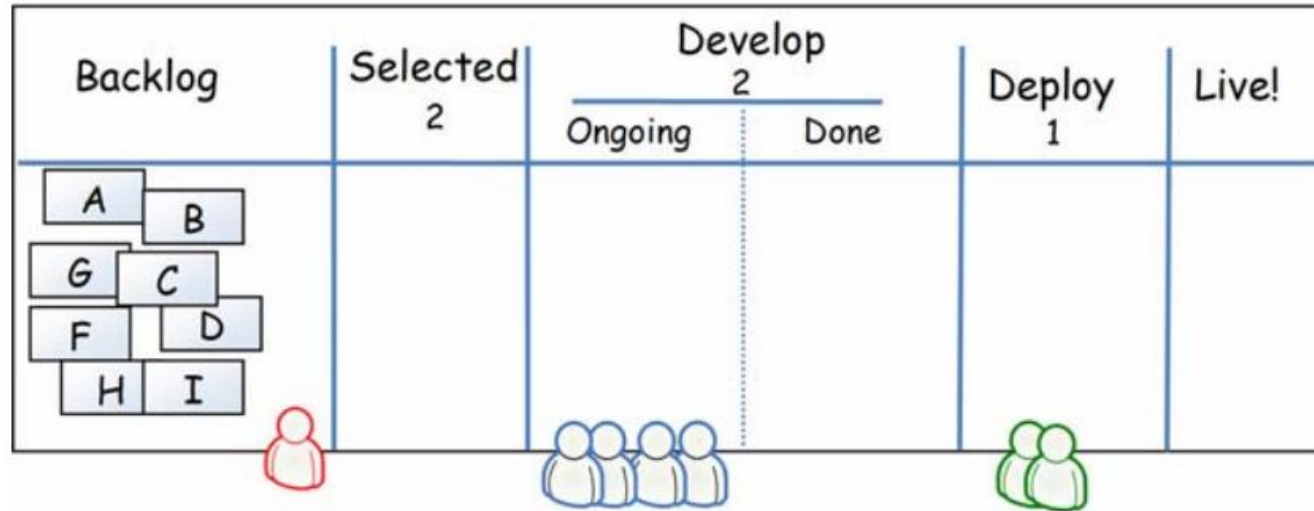 Backlog
Selected
2
Develop
2
Ongoing Done
Deploy
1
Live!
A
B
G
C
F
D
H
I